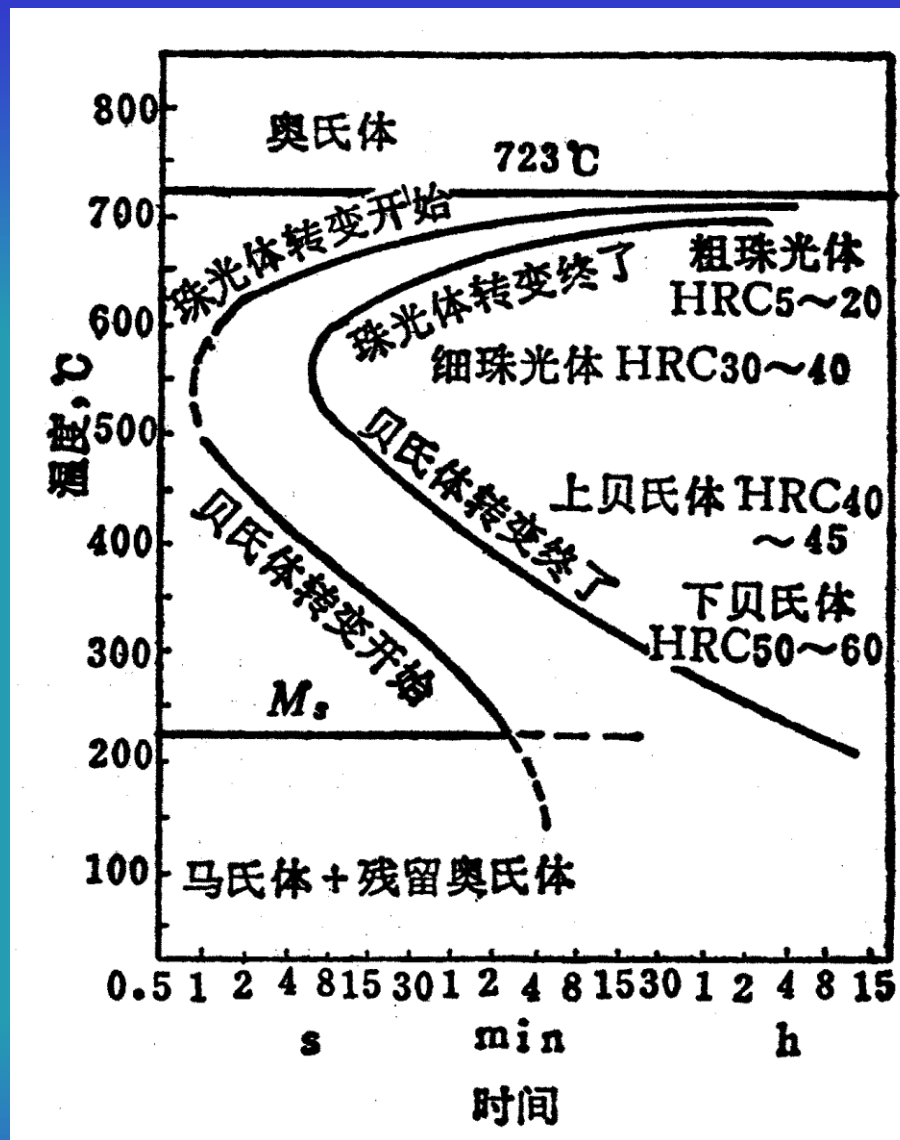 800
奥氏体
723℃
700
珠光体转变开始
珠光体转变终了
粗珠光体
HRC5～20
600
细珠光体 HRC30～40
温度,℃
500
贝氏体转变终了
贝氏体转变开始
上贝氏体 HRC40
～45
400
下贝氏体
HRC50～60
300
Ms
200
100
马氏体+残留奥氏体
0.5 1 2 4 8 15 30 1 2 4 8 15 30 1 2 4 8 15
s min h
时间